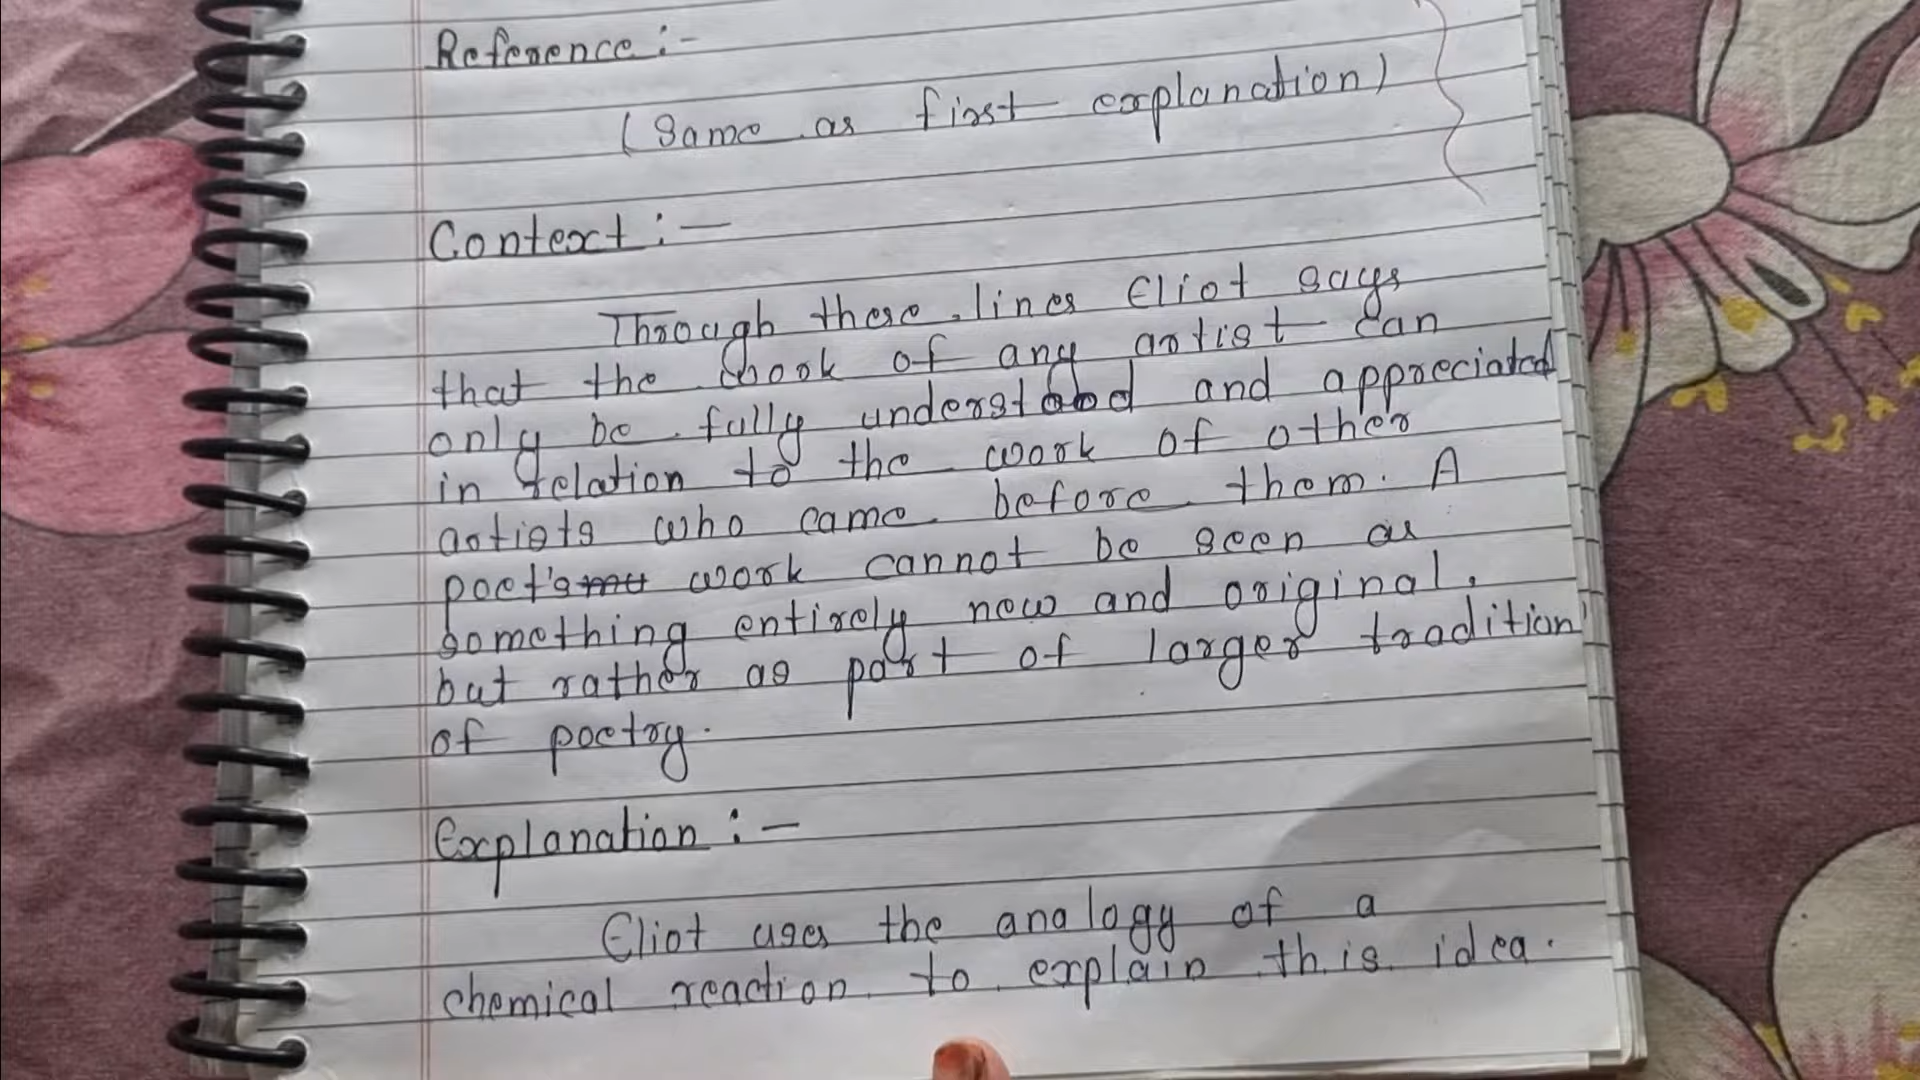 Reference :-
(Same as first explanation)
Context :-
Through these lines Eliot says
that the work of any artist can
only be fully understood and appreciated
in relation to the work of other
artists who came before them. A
poet's work cannot be seen as
something entirely new and original,
but rather as part of larger tradition
of poetry.
Explanation :-
Eliot uses the analogy of a
chemical reaction to explain this idea.